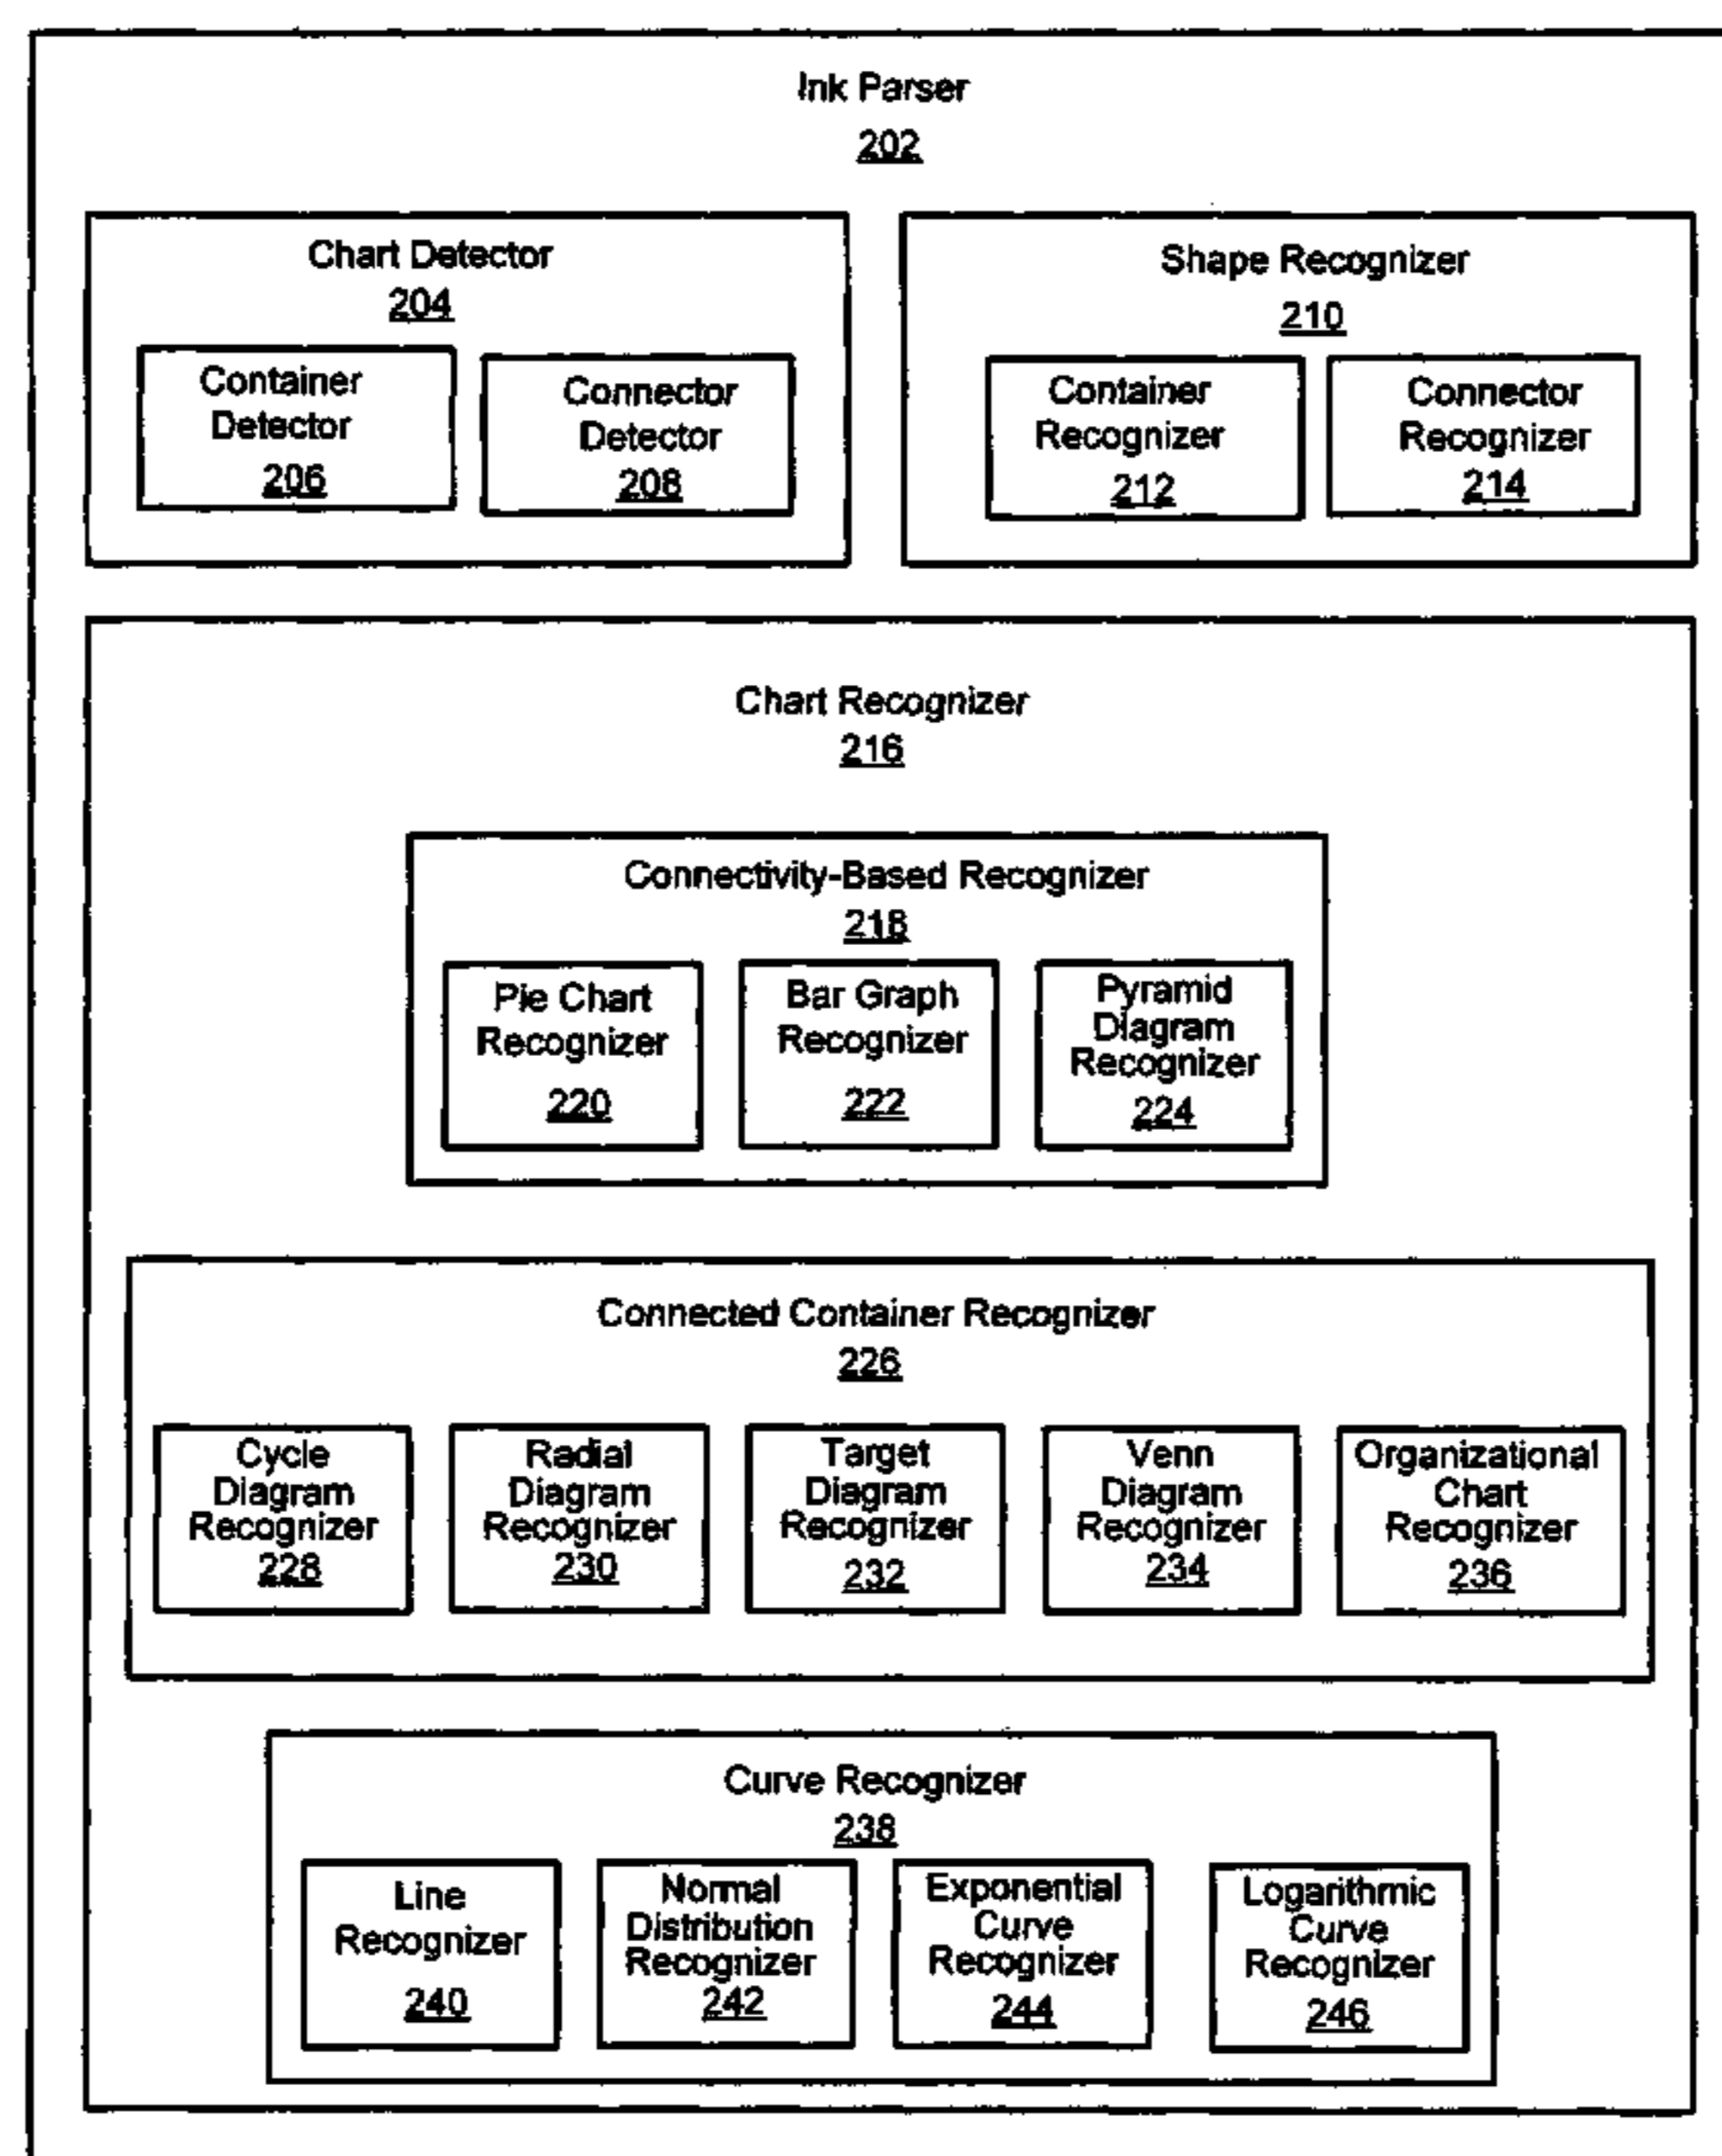 Ink Parser
202
Chart Detector
204
Container
Detector
206
Connector
Detector
208
Shape Recognizer
210
Container
Recognizer
212
Connector
Recognizer
214
Chart Recognizer
216
Connectivity-Based Recognizer
218
Pie Chart
Recognizer
220
Bar Graph
Recognizer
222
Pyramid
Diagram
Recognizer
224
Connected Container Recognizer
226
Cycle
Diagram
Recognizer
228
Radial
Diagram
Recognizer
230
Target
Diagram
Recognizer
232
Venn
Diagram
Recognizer
234
Organizational
Chart
Recognizer
236
Curve Recognizer
238
Line
Recognizer
240
Normal
Distribution
Recognizer
242
Exponential
Curve
Recognizer
244
Logarithmic
Curve
Recognizer
246